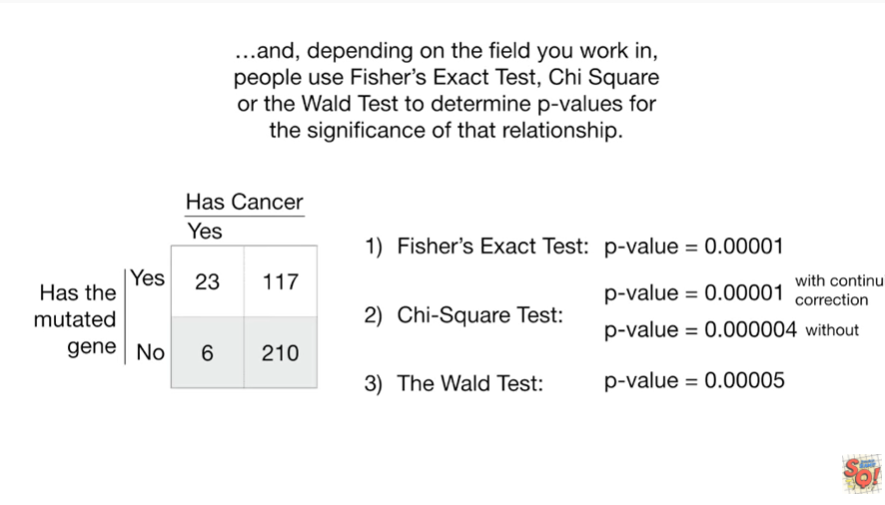 ...and, depending on the field you work in,
people use Fisher's Exact Test, Chi Square
or the Wald Test to determine p-values for
the significance of that relationship.
Has Cancer
Yes
Has the
mutated
gene
Yes 23 117
No 6 210
1) Fisher's Exact Test: p-value = 0.00001
2) Chi-Square Test:
p-value = 0.00001 with continu
correction
p-value = 0.000004 without
3) The Wald Test: p-value = 0.00005
SQ!